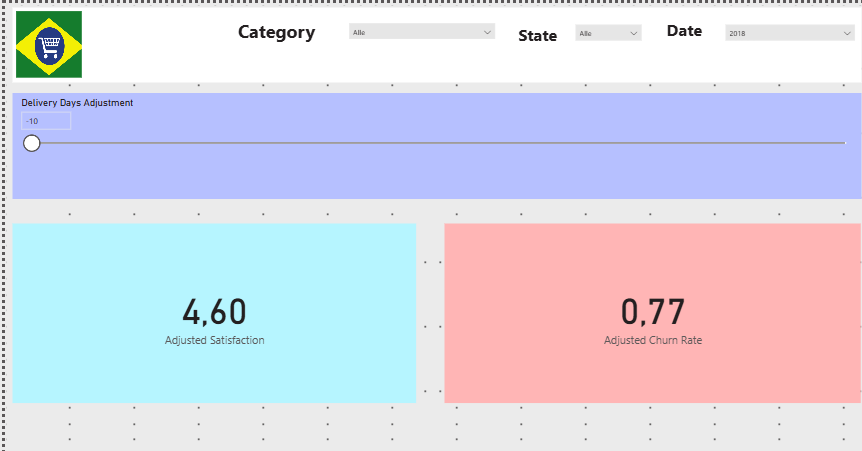 Category
Alle
State
Alle
Date
2018
Delivery Days Adjustment
-10
4,60
Adjusted Satisfaction
0,77
Adjusted Churn Rate